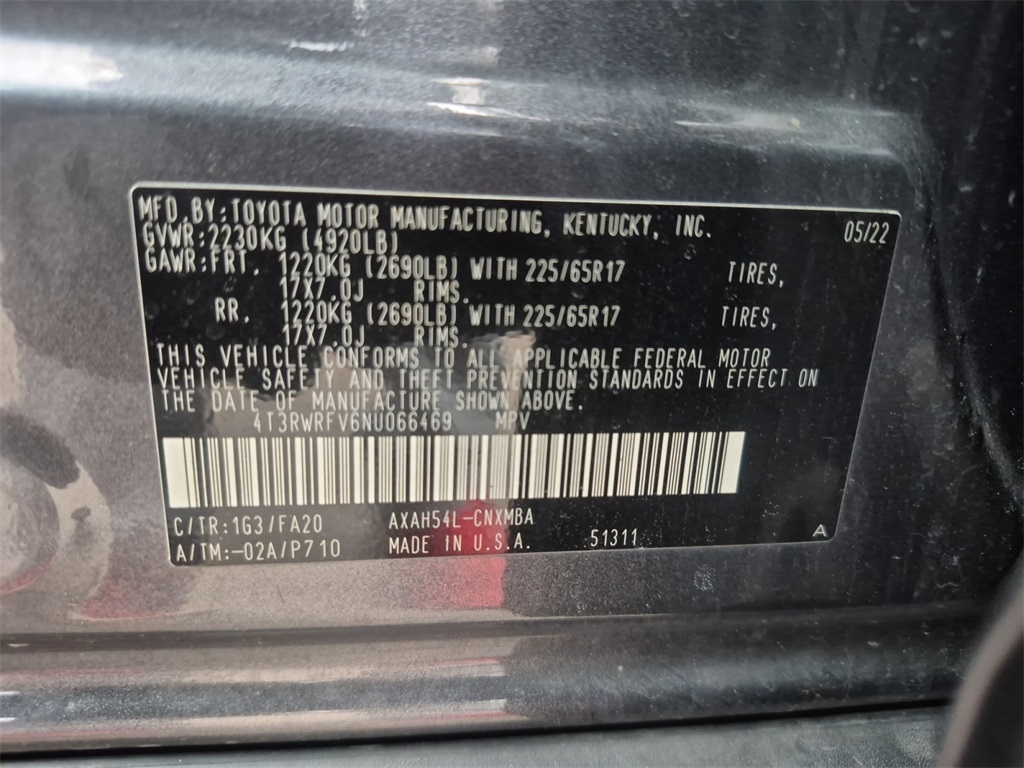 MFD.BY:TOYOTA MOTOR MANUFACTURING, KENTUCKY, INC. 05/22
GVWR:2230KG (4920LB)
GAWR:FRT. 1220KG (2690LB) WITH 225/65R17 TIRES,
17X7.0J RIMS.
RR. 1220KG (2690LB) WITH 225/65R17 TIRES,
17X7.0J RIMS.
THIS VEHICLE CONFORMS TO ALL APPLICABLE FEDERAL MOTOR
VEHICLE SAFETY AND THEFT PREVENTION STANDARDS IN EFFECT ON
THE DATE OF MANUFACTURE SHOWN ABOVE.
4T3RWRFV6NU066469 MPV
C/TR:1G3/FA20 AXAH54L-CNXMBA
A/TM:-02A/P710 MADE IN U.S.A. 51311 A